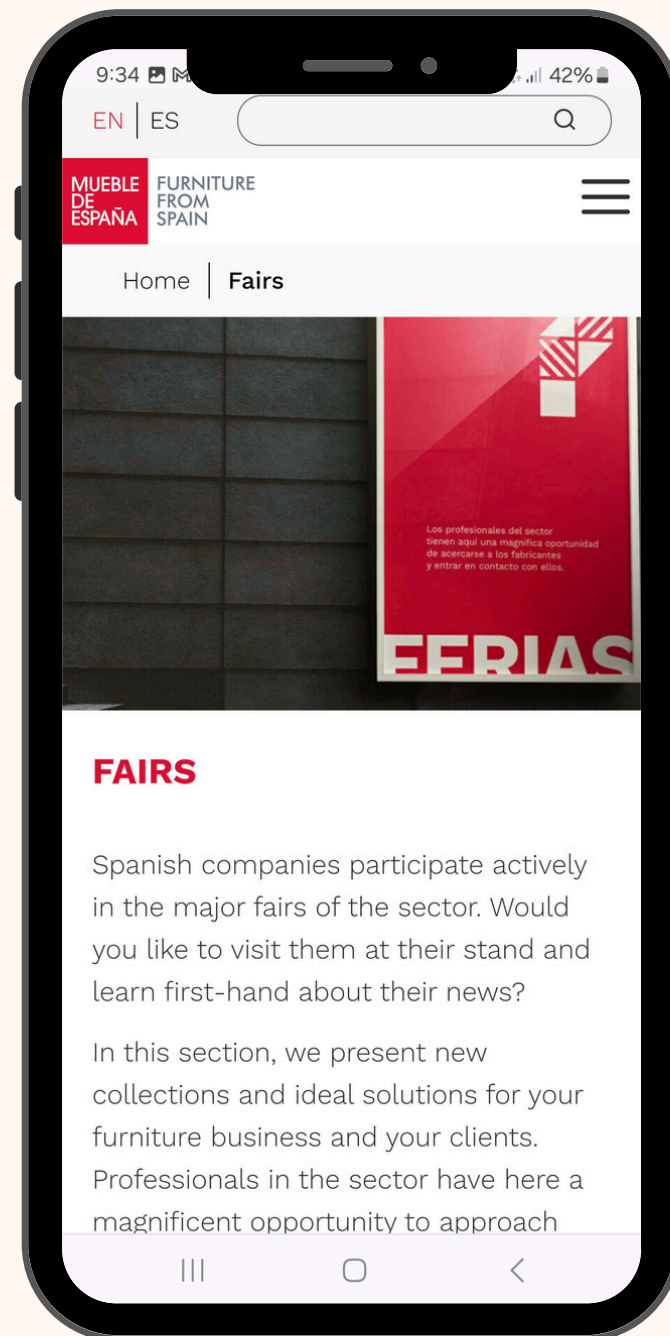 9:34
42%
EN | ES
MUEBLE
DE
ESPAÑA
FURNITURE
FROM
SPAIN
Home | Fairs
Los profesionales del sector
tienen aquí una magnífica oportunidad
de acercarse a los fabricantes
y entrar en contacto con ellos.
FERIAS
FAIRS
Spanish companies participate actively
in the major fairs of the sector. Would
you like to visit them at their stand and
learn first-hand about their news?
In this section, we present new
collections and ideal solutions for your
furniture business and your clients.
Professionals in the sector have here a
magnificent opportunity to approach